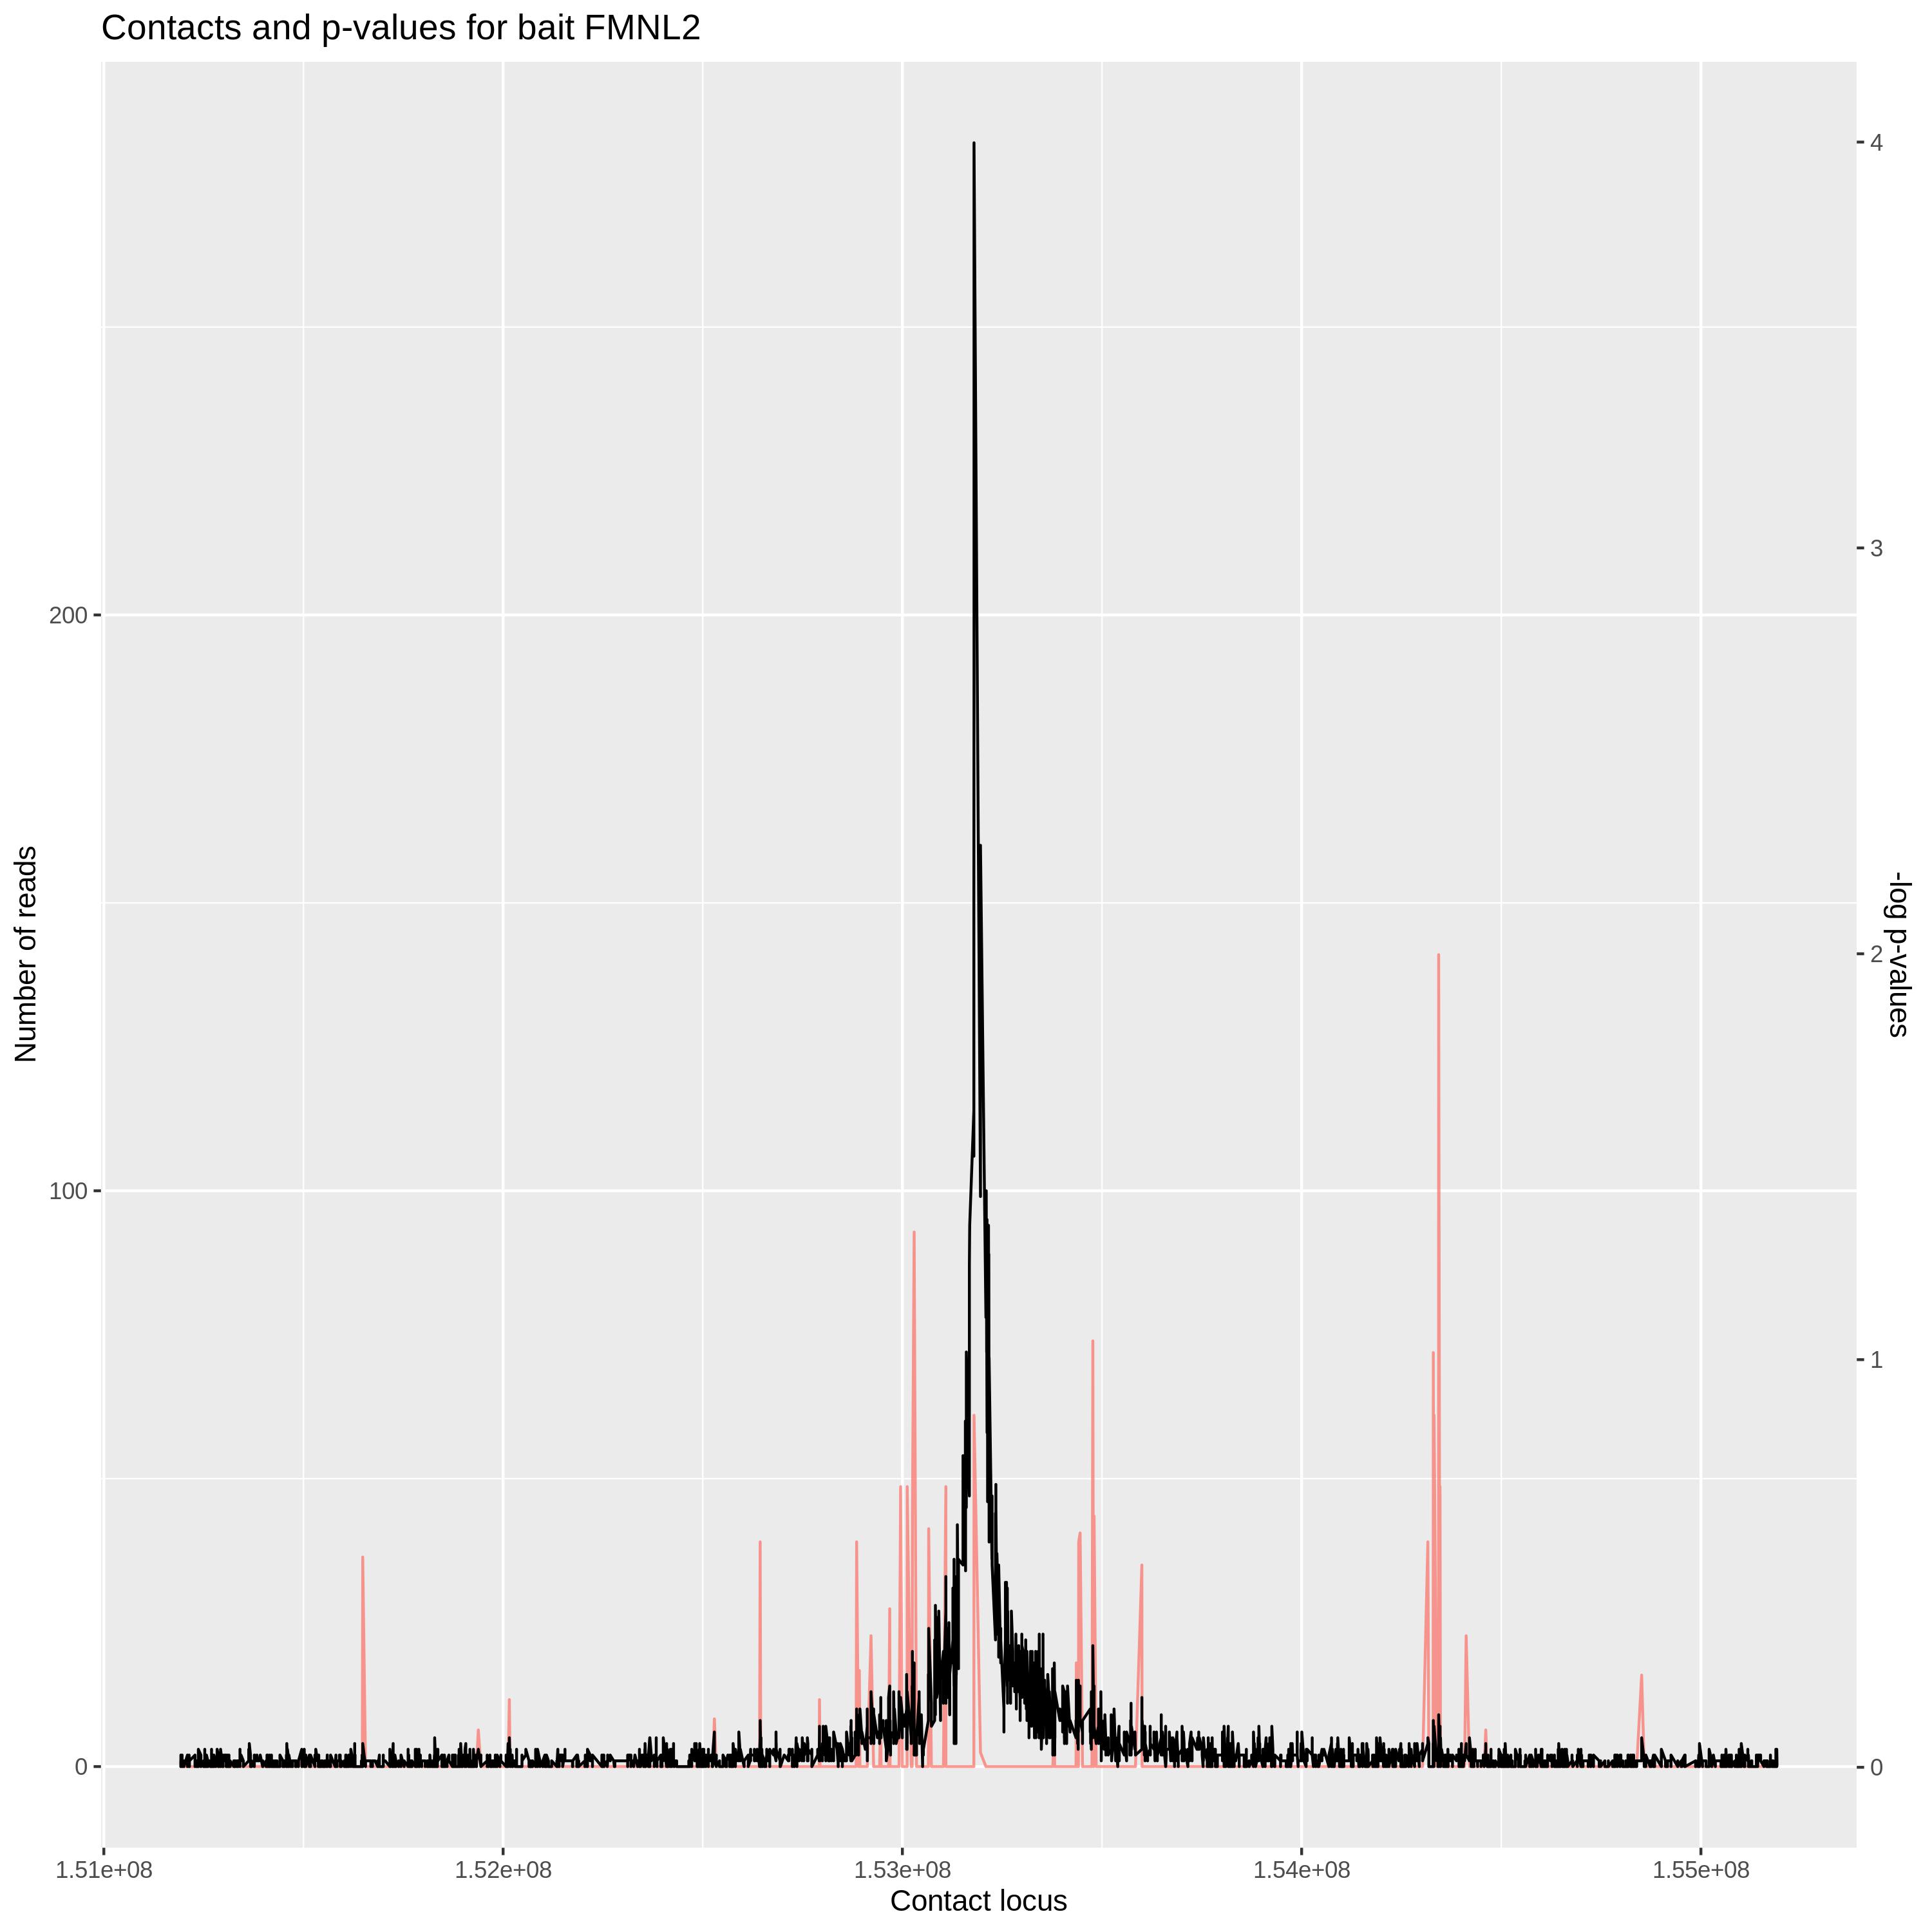 Contacts and p-values for bait FMNL2
Number of reads
200
100
0
4
3
2
1
0
-log p-values
1.51e+08
1.52e+08
1.53e+08
1.54e+08
1.55e+08
Contact locus